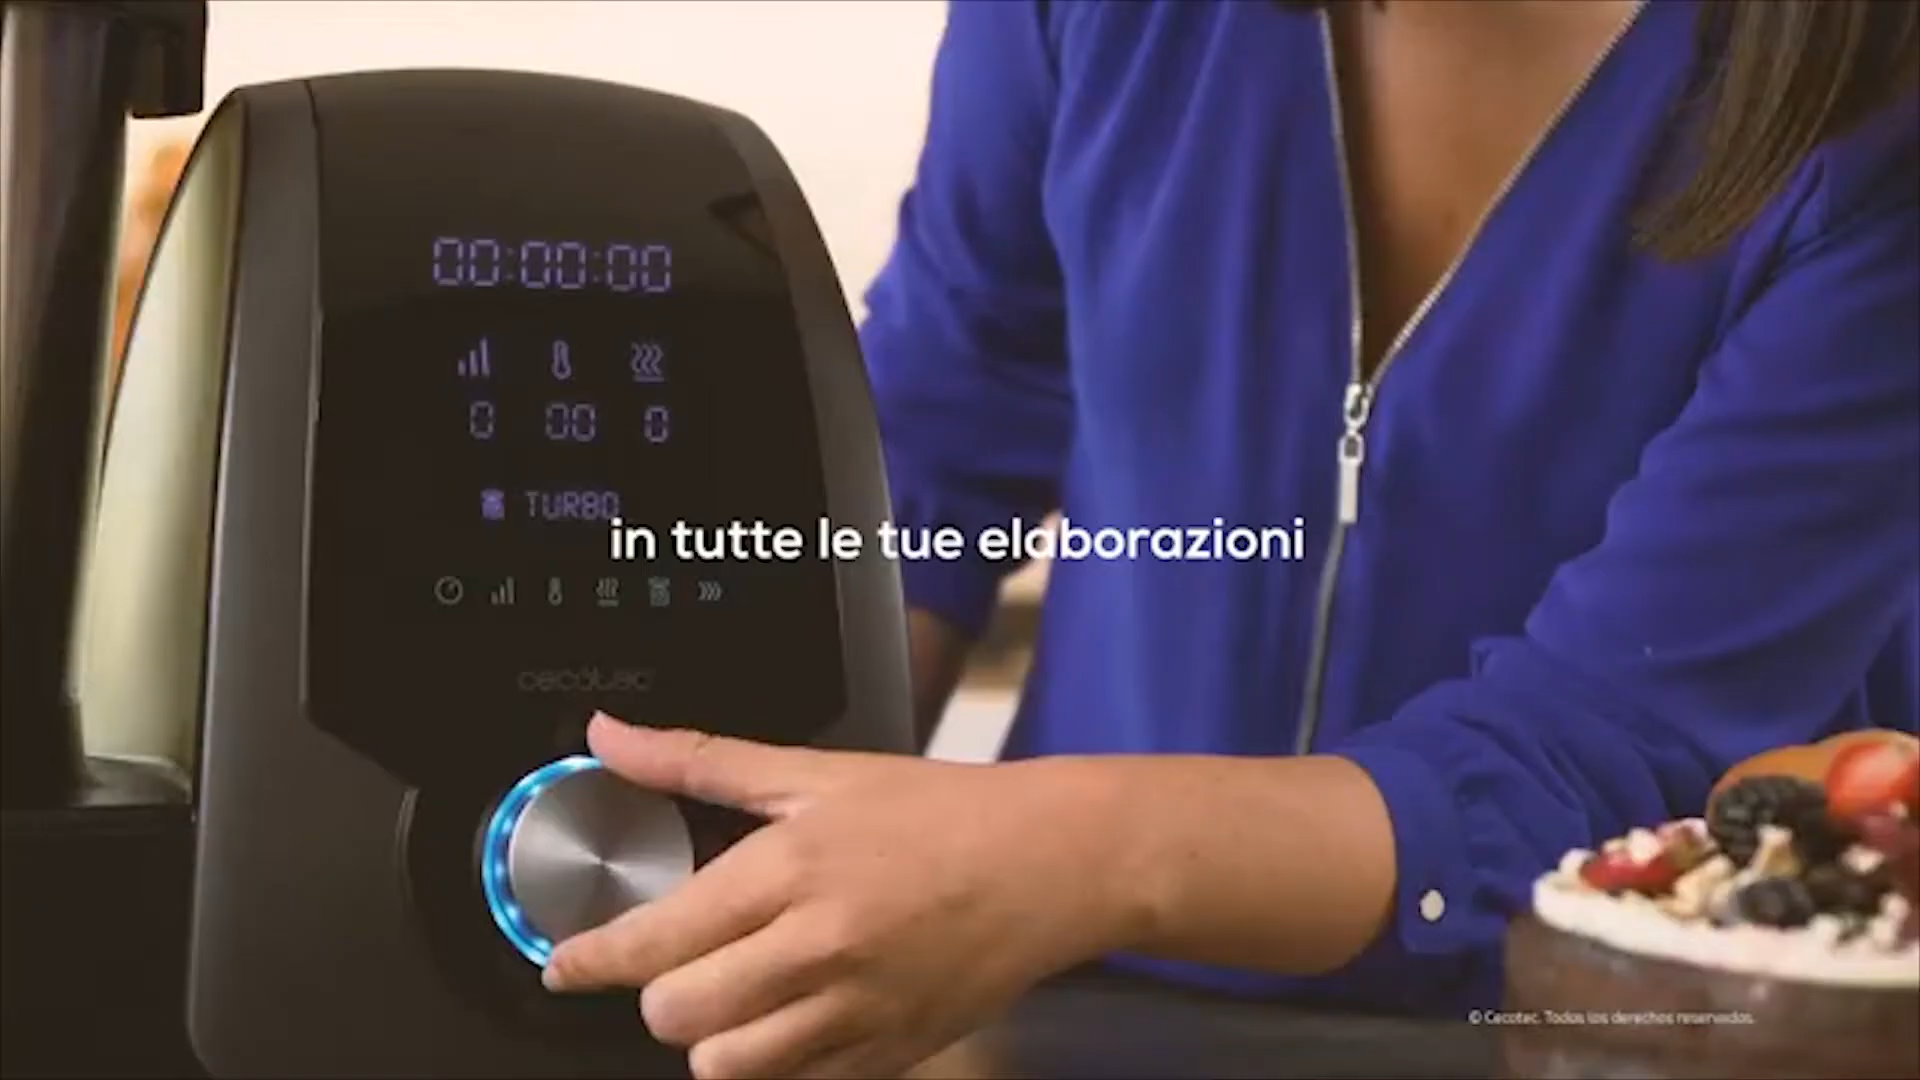 00:00:00
0 00 0
TURBO
in tutte le tue elaborazioni
cecotec
© Cecotec. Todos los derechos reservados.